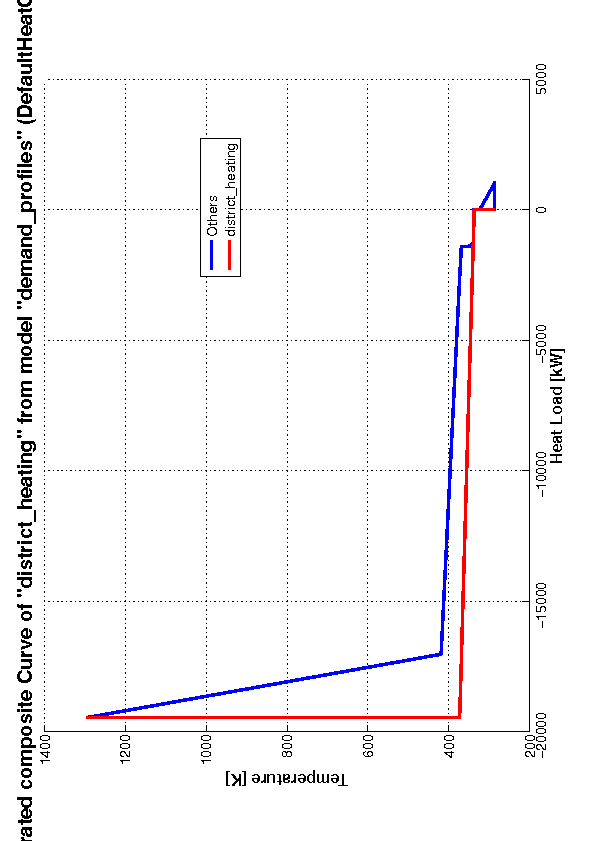 rated composite Curve of "district_heating" from model "demand_profiles" (DefaultHeatC
Others
district_heating
1400
1200
1000
800
600
400
200
Temperature [K]
-20000
-15000
-10000
-5000
0
5000
Heat Load [kW]